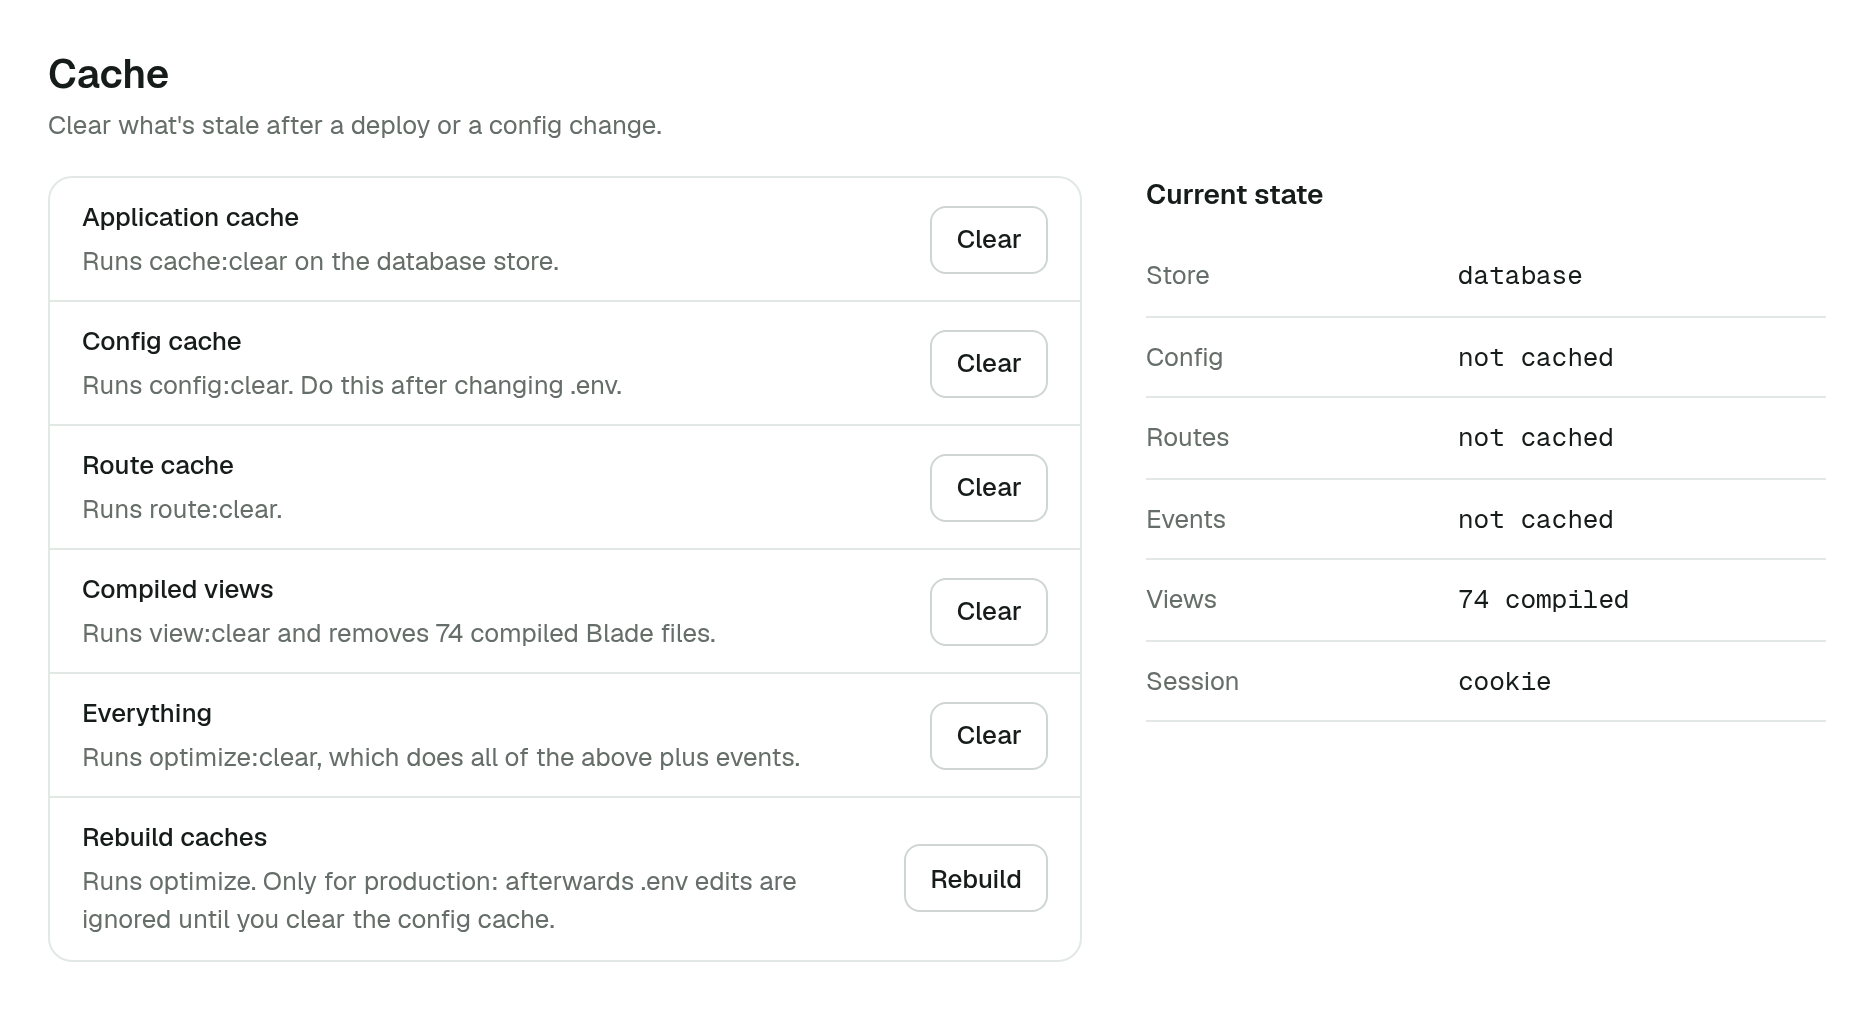 Cache
Clear what's stale after a deploy or a config change.
Application cache
Runs cache:clear on the database store.
Clear
Config cache
Runs config:clear. Do this after changing .env.
Clear
Route cache
Runs route:clear.
Clear
Compiled views
Runs view:clear and removes 74 compiled Blade files.
Clear
Everything
Runs optimize:clear, which does all of the above plus events.
Clear
Rebuild caches
Runs optimize. Only for production: afterwards .env edits are
ignored until you clear the config cache.
Rebuild
Current state
Store database
Config not cached
Routes not cached
Events not cached
Views 74 compiled
Session cookie